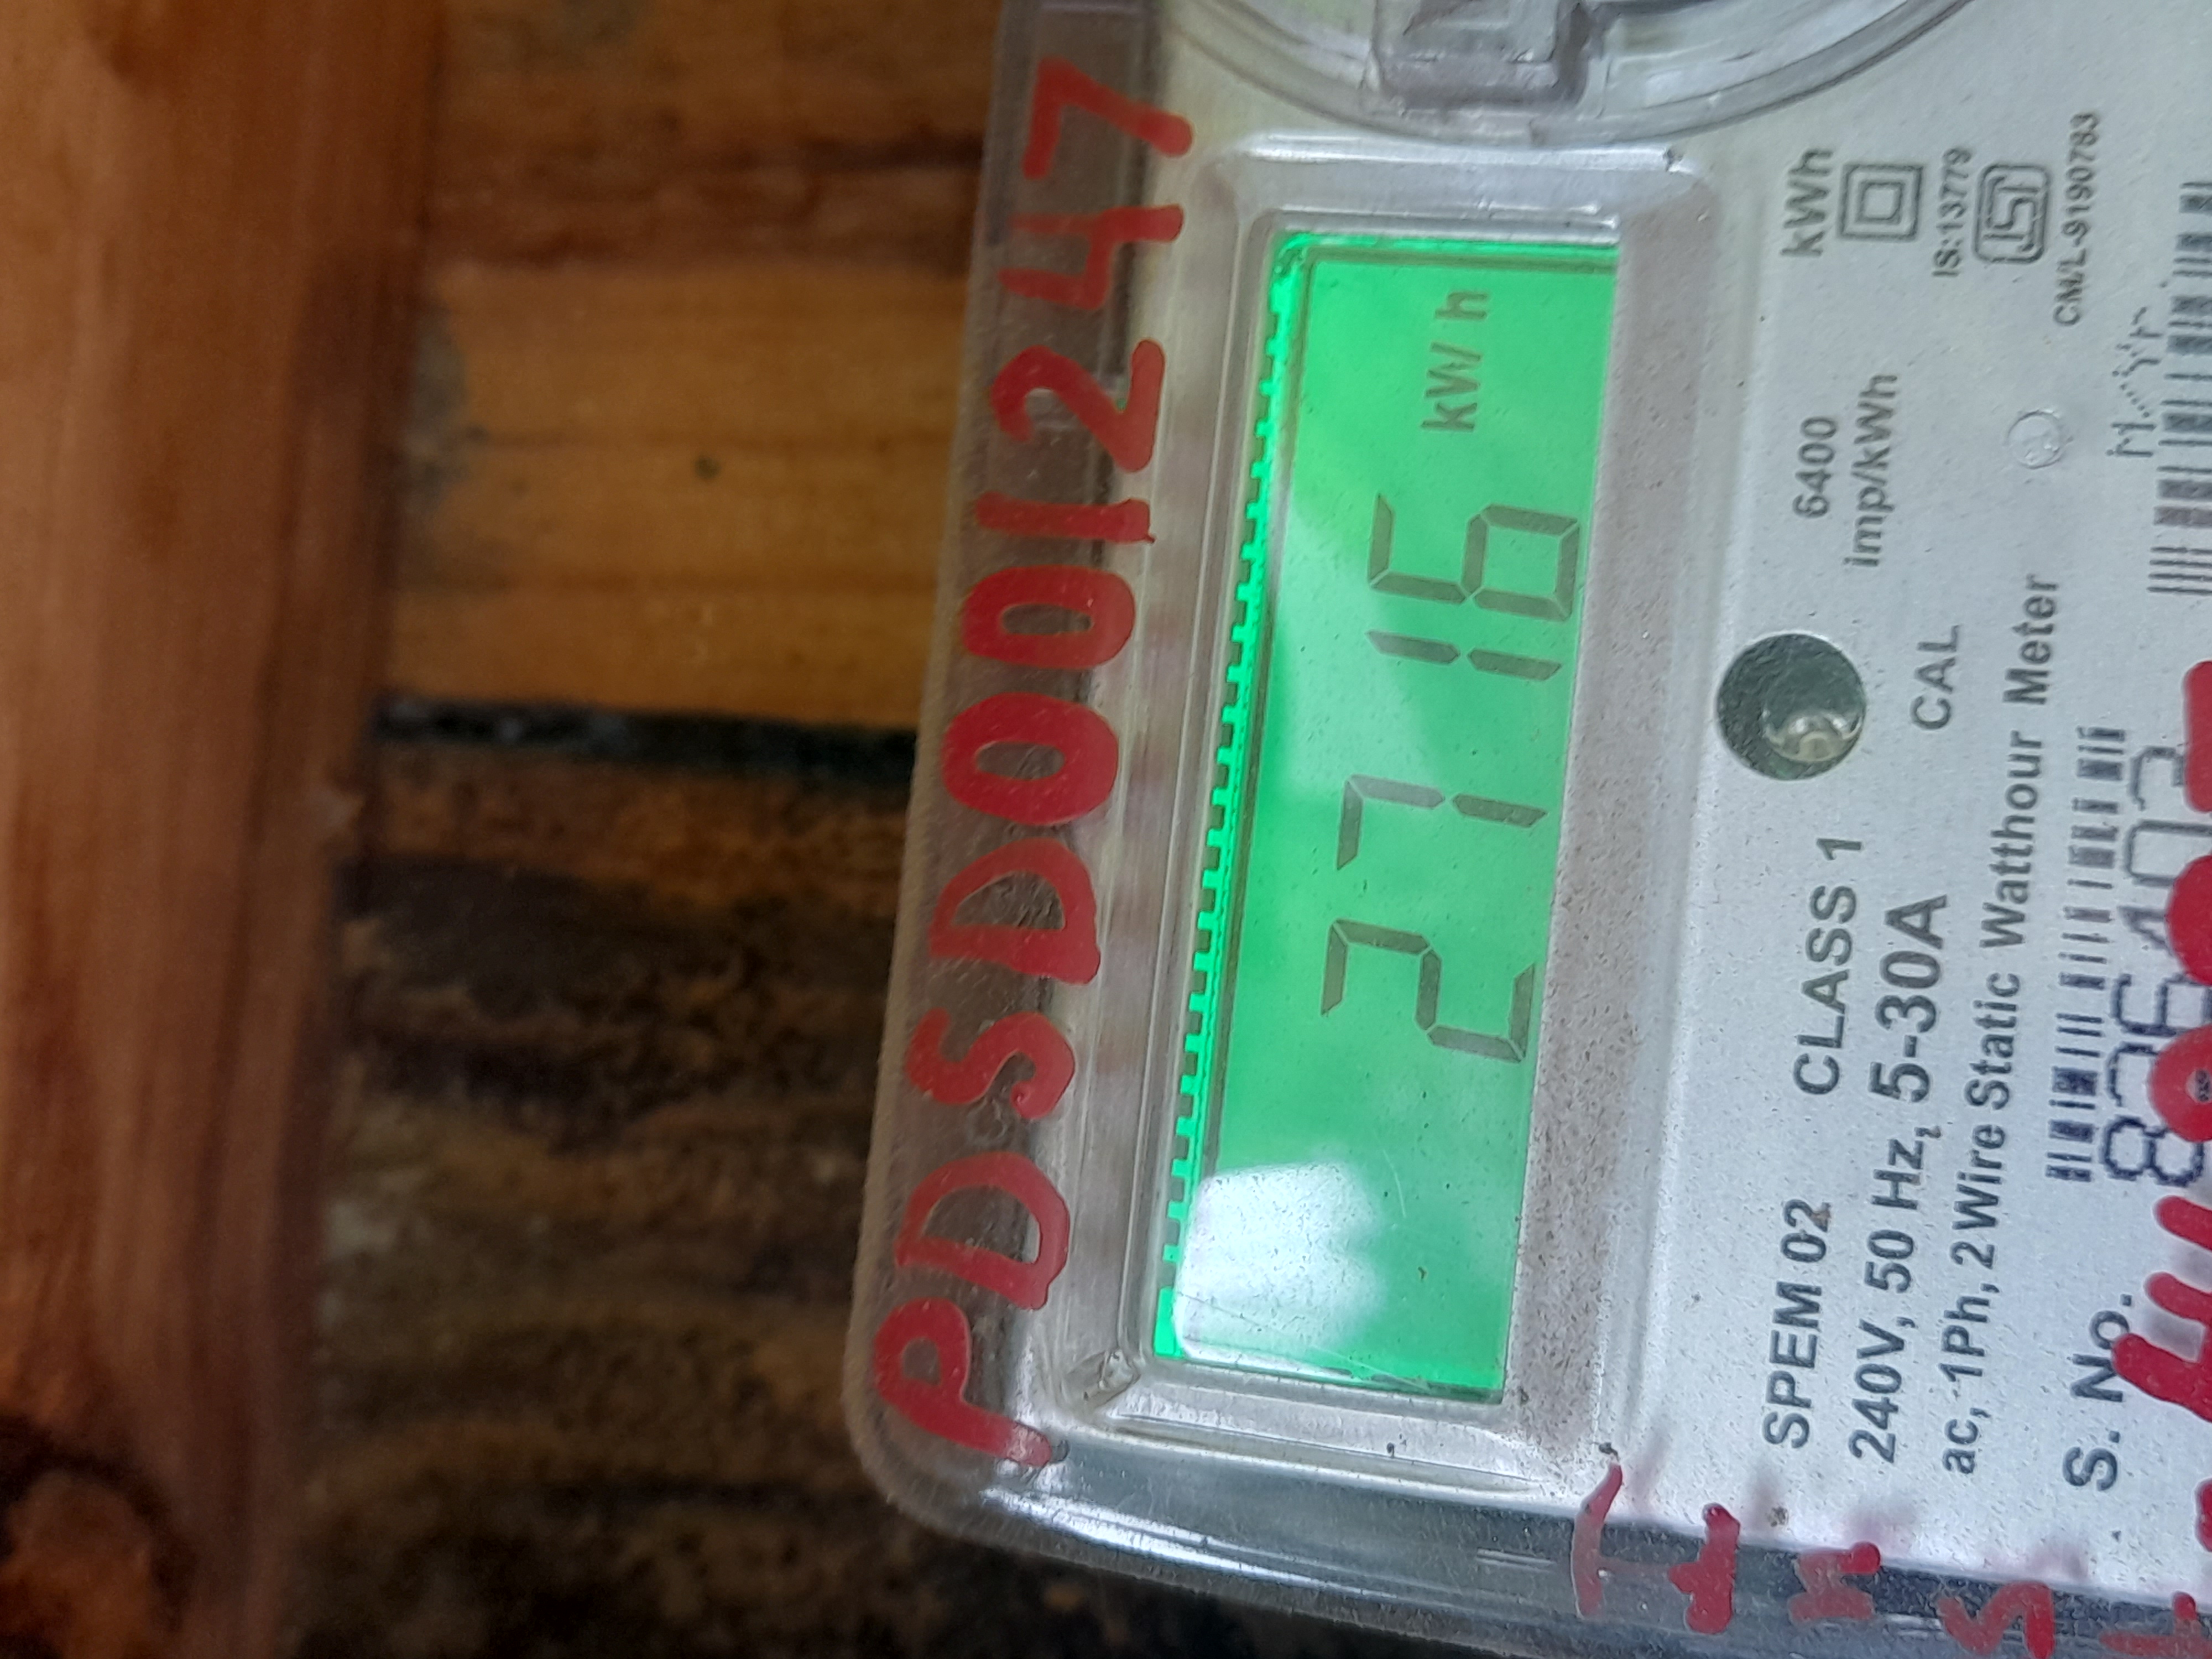 PDSD001247
2716 kWh
kWh
6400
imp/kWh
IS:13779
CM/L-9190783
SPEM 02 CLASS 1
240V, 50 Hz, 5-30A CAL
ac, 1Ph, 2 Wire Static Watthour Meter
S. No.